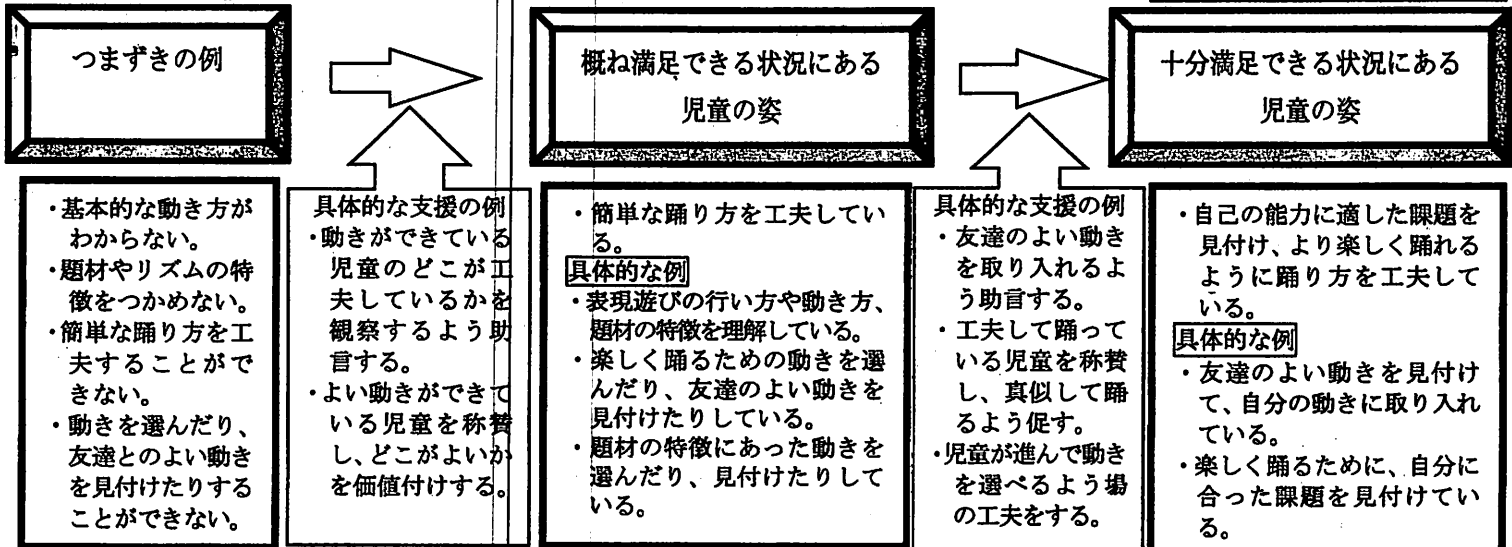 つまずきの例
概ね満足できる状況にある
児童の姿
十分満足できる状況にある
児童の姿
・基本的な動き方が
わからない。
・題材やリズムの特
徴をつかめない。
・簡単な踊り方を工
夫することがで
きない。
・動きを選んだり、
友達とのよい動き
を見付けたりする
ことができない。
具体的な支援の例
・動きができている
児童のどこが工
夫しているかを
観察するよう助
言する。
・よい動きができて
いる児童を称賛
し、どこがよいか
を価値付けする。
・簡単な踊り方を工夫してい
る。
具体的な例
・表現遊びの行い方や動き方、
題材の特徴を理解している。
・楽しく踊るための動きを選
んだり、友達のよい動きを
見付けたりしている。
・題材の特徴にあった動きを
選んだり、見付けたりして
いる。
具体的な支援の例
・友達のよい動き
を取り入れるよ
う助言する。
・工夫して踊って
いる児童を称賛
し、真似して踊
るよう促す。
・児童が進んで動き
を選べるよう場
の工夫をする。
・自己の能力に適した課題を
見付け、より楽しく踊れる
ように踊り方を工夫して
いる。
具体的な例
・友達のよい動きを見付け
て、自分の動きに取り入れ
ている。
・楽しく踊るために、自分に
合った課題を見付けてい
る。